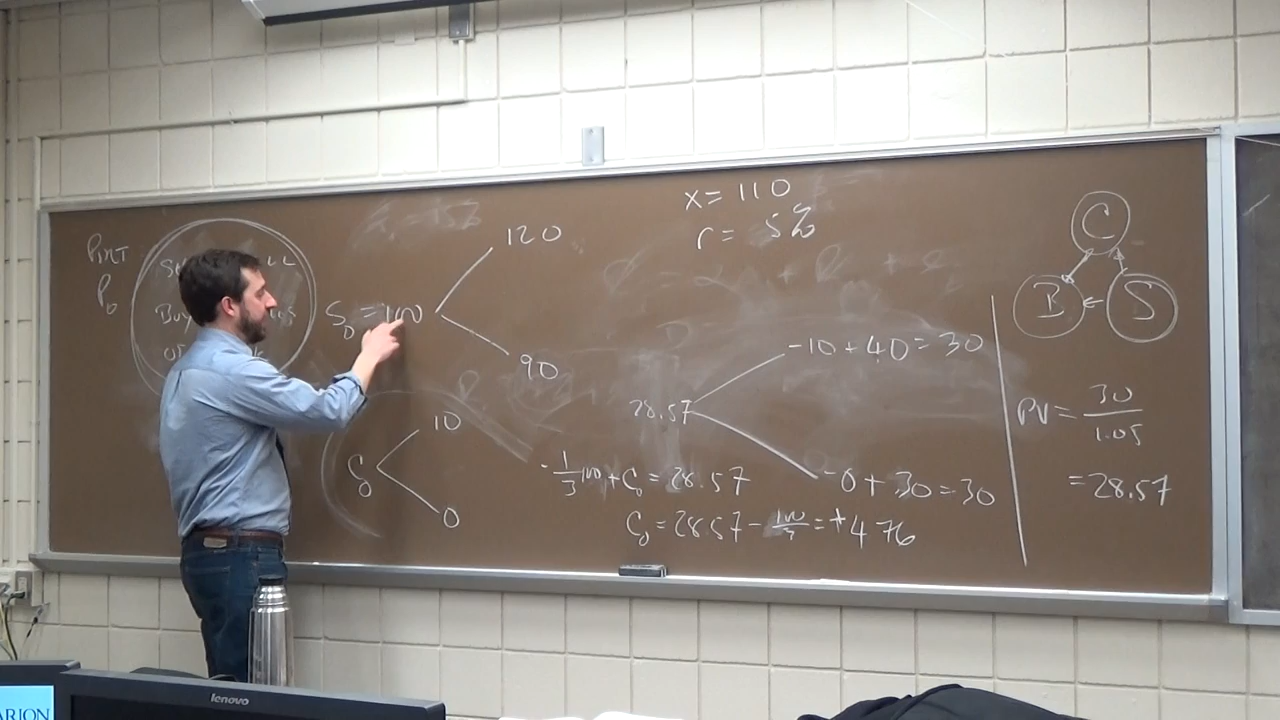 P₀
S₀ = 100
120
90
C₀
10
0
x = 110
r = 5%
28.57
-10 + 40 = 30
-0 + 30 = 30
-1/3 100 + C₀ = 28.57
C₀ = 28.57 - 100/3 = +4.76
C
B
S
PV = 30/1.05
= 28.57
lenovo
ARION